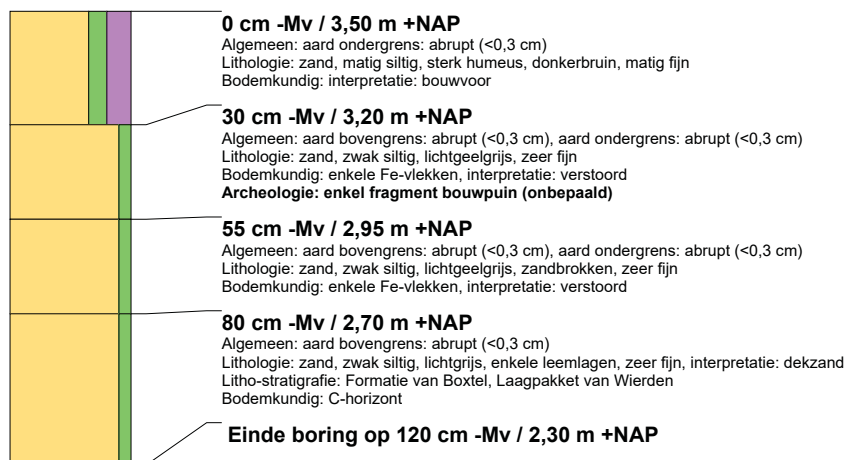 0 cm -Mv / 3,50 m +NAP
Algemeen: aard ondergrens: abrupt (<0,3 cm)
Lithologie: zand, matig siltig, sterk humeus, donkerbruin, matig fijn
Bodemkundig: interpretatie: bouwvoor
30 cm -Mv / 3,20 m +NAP
Algemeen: aard bovengrens: abrupt (<0,3 cm), aard ondergrens: abrupt (<0,3 cm)
Lithologie: zand, zwak siltig, lichtgeelgrijs, zeer fijn
Bodemkundig: enkele Fe-vlekken, interpretatie: verstoord
Archeologie: enkel fragment bouwpuin (onbepaald)
55 cm -Mv / 2,95 m +NAP
Algemeen: aard bovengrens: abrupt (<0,3 cm), aard ondergrens: abrupt (<0,3 cm)
Lithologie: zand, zwak siltig, lichtgeelgrijs, zandbrokken, zeer fijn
Bodemkundig: enkele Fe-vlekken, interpretatie: verstoord
80 cm -Mv / 2,70 m +NAP
Algemeen: aard bovengrens: abrupt (<0,3 cm)
Lithologie: zand, zwak siltig, lichtgrijs, enkele leemlagen, zeer fijn, interpretatie: dekzand
Litho-stratigrafie: Formatie van Boxtel, Laagpakket van Wierden
Bodemkundig: C-horizont
Einde boring op 120 cm -Mv / 2,30 m +NAP